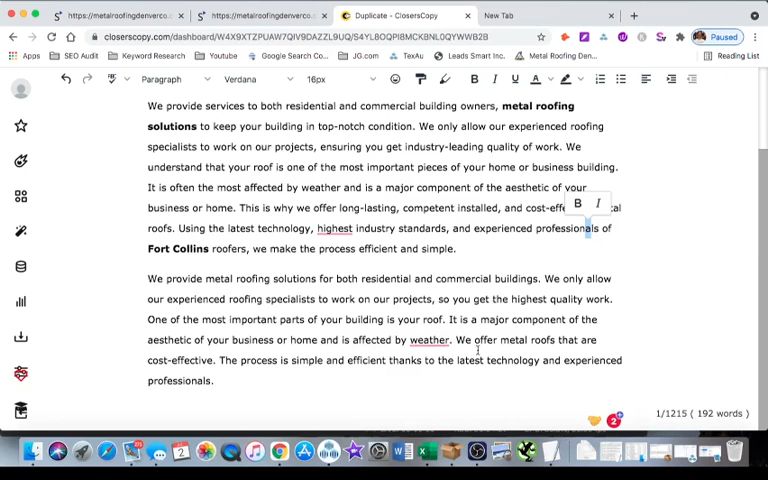 https://metalroofingdenverco.c
https://metalroofingdenverco.c
Duplicate - ClosersCopy
New Tab
closerscopy.com/dashboard/W4X9XTZPUAW7QIV9DAZZL9UQ/S4YL8OQPI8MCKBNL0QYWWB2B
Paused
Apps
SEO Audit
Keyword Research
Youtube
Google Search Co...
JG.com
TexAu
Leads Smart Inc.
Metal Roofing Den...
Reading List
Paragraph
Verdana
16px
B I U A
We provide services to both residential and commercial building owners, metal roofing
solutions to keep your building in top-notch condition. We only allow our experienced roofing
specialists to work on our projects, ensuring you get industry-leading quality of work. We
understand that your roof is one of the most important pieces of your home or business building.
It is often the most affected by weather and is a major component of the aesthetic of your
B I
business or home. This is why we offer long-lasting, competent installed, and cost-effe al
roofs. Using the latest technology, highest industry standards, and experienced professionals of
Fort Collins roofers, we make the process efficient and simple.
We provide metal roofing solutions for both residential and commercial buildings. We only allow
our experienced roofing specialists to work on our projects, so you get the highest quality work.
One of the most important parts of your building is your roof. It is a major component of the
aesthetic of your business or home and is affected by weather. We offer metal roofs that are
cost-effective. The process is simple and efficient thanks to the latest technology and experienced
professionals.
1/1215 ( 192 words )
2